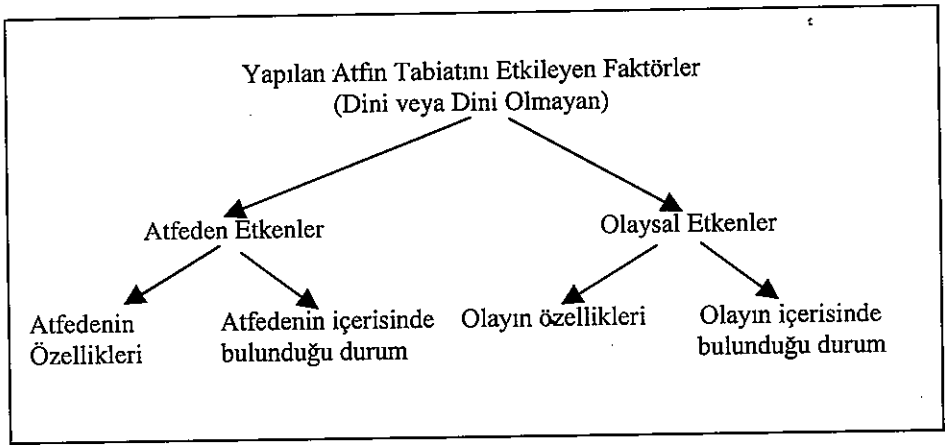 Yapılan Atfın Tabiatını Etkileyen Faktörler
(Dini veya Dini Olmayan)
Atfeden Etkenler
Olaysal Etkenler
Atfedenin
Özellikleri
Atfedenin içerisinde
bulunduğu durum
Olayın özellikleri
Olayın içerisinde
bulunduğu durum